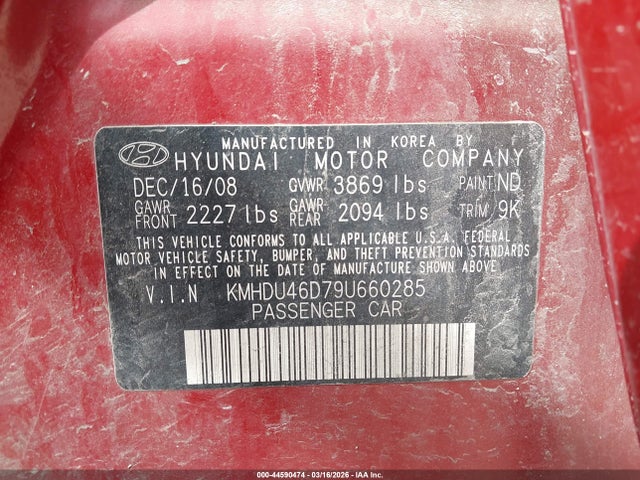 MANUFACTURED IN KOREA BY
HYUNDAI MOTOR COMPANY
DEC/16/08 GVWR 3869 lbs PAINT ND
GAWR FRONT 2227 lbs GAWR REAR 2094 lbs TRIM 9K
THIS VEHICLE CONFORMS TO ALL APPLICABLE U.S.A. FEDERAL
MOTOR VEHICLE SAFETY, BUMPER, AND THEFT PREVENTION STANDARDS
IN EFFECT ON THE DATE OF MANUFACTURE SHOWN ABOVE.
V.I.N KMHDU46D79U660285
PASSENGER CAR
000-44590474 - 03/16/2026 - IAA Inc.